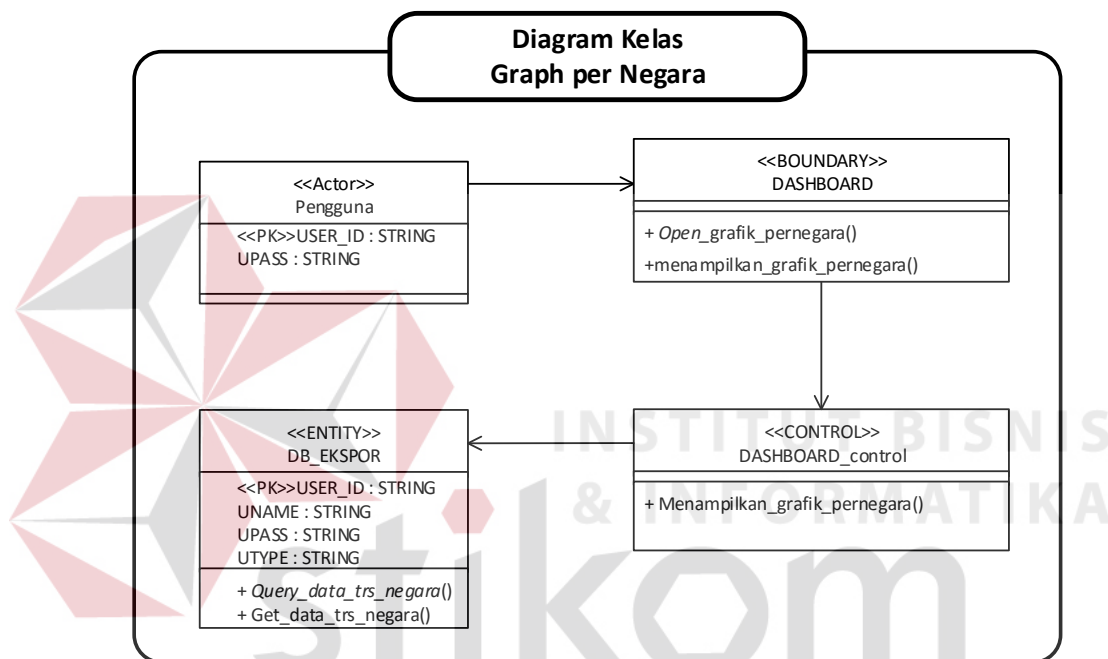 Diagram Kelas
Graph per Negara
<<Actor>>
Pengguna
<<PK>>USER_ID : STRING
UPASS : STRING
<<BOUNDARY>>
DASHBOARD
+ Open_grafik_pernegara()
+menampilkan_grafik_pernegara()
<<ENTITY>>
DB_EKSPOR
<<PK>>USER_ID : STRING
UNAME : STRING
UPASS : STRING
UTYPE : STRING
+ Query_data_trs_negara()
+ Get_data_trs_negara()
<<CONTROL>>
DASHBOARD_control
+ Menampilkan_grafik_pernegara()
INSTITUT BISNIS
& INFORMATIKA
stikom